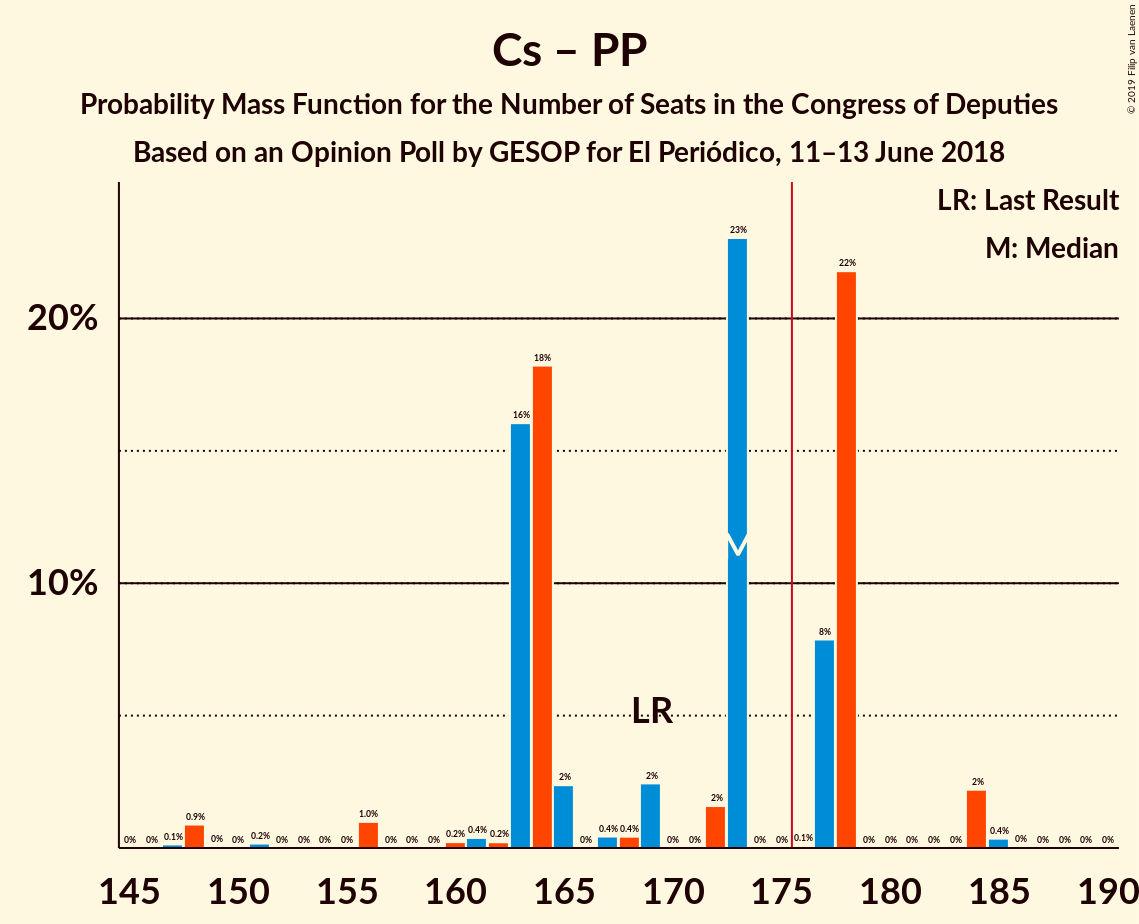 Cs – PP
Probability Mass Function for the Number of Seats in the Congress of Deputies
Based on an Opinion Poll by GESOP for El Periódico, 11–13 June 2018
© 2019 Filip van Laenen
LR: Last Result
M: Median
20%
10%
0% 0% 0.1% 0.9% 0% 0% 0.2% 0% 0% 0% 0% 1.0% 0% 0% 0% 0.2% 0.4% 0.2% 16% 18% 2% 0% 0.4% 0.4% 2% 0% 0% 2% 23% 0% 0% 0.1% 8% 22% 0% 0% 0% 0% 0% 2% 0.4% 0% 0% 0% 0% 0%
LR
M
145 150 155 160 165 170 175 180 185 190